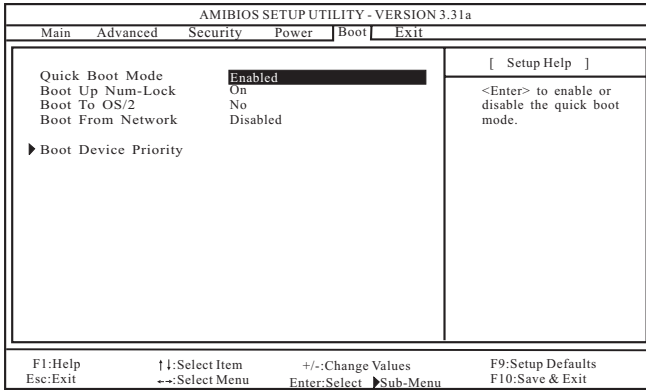 AMIBIOS SETUP UTILITY - VERSION 3.31a
Main Advanced Security Power Boot Exit
Quick Boot Mode Enabled
Boot Up Num-Lock On
Boot To OS/2 No
Boot From Network Disabled
Boot Device Priority
[ Setup Help ]
<Enter> to enable or
disable the quick boot
mode.
F1:Help ↑↓:Select Item +/-:Change Values F9:Setup Defaults
Esc:Exit ←→:Select Menu Enter:Select ▶Sub-Menu F10:Save & Exit